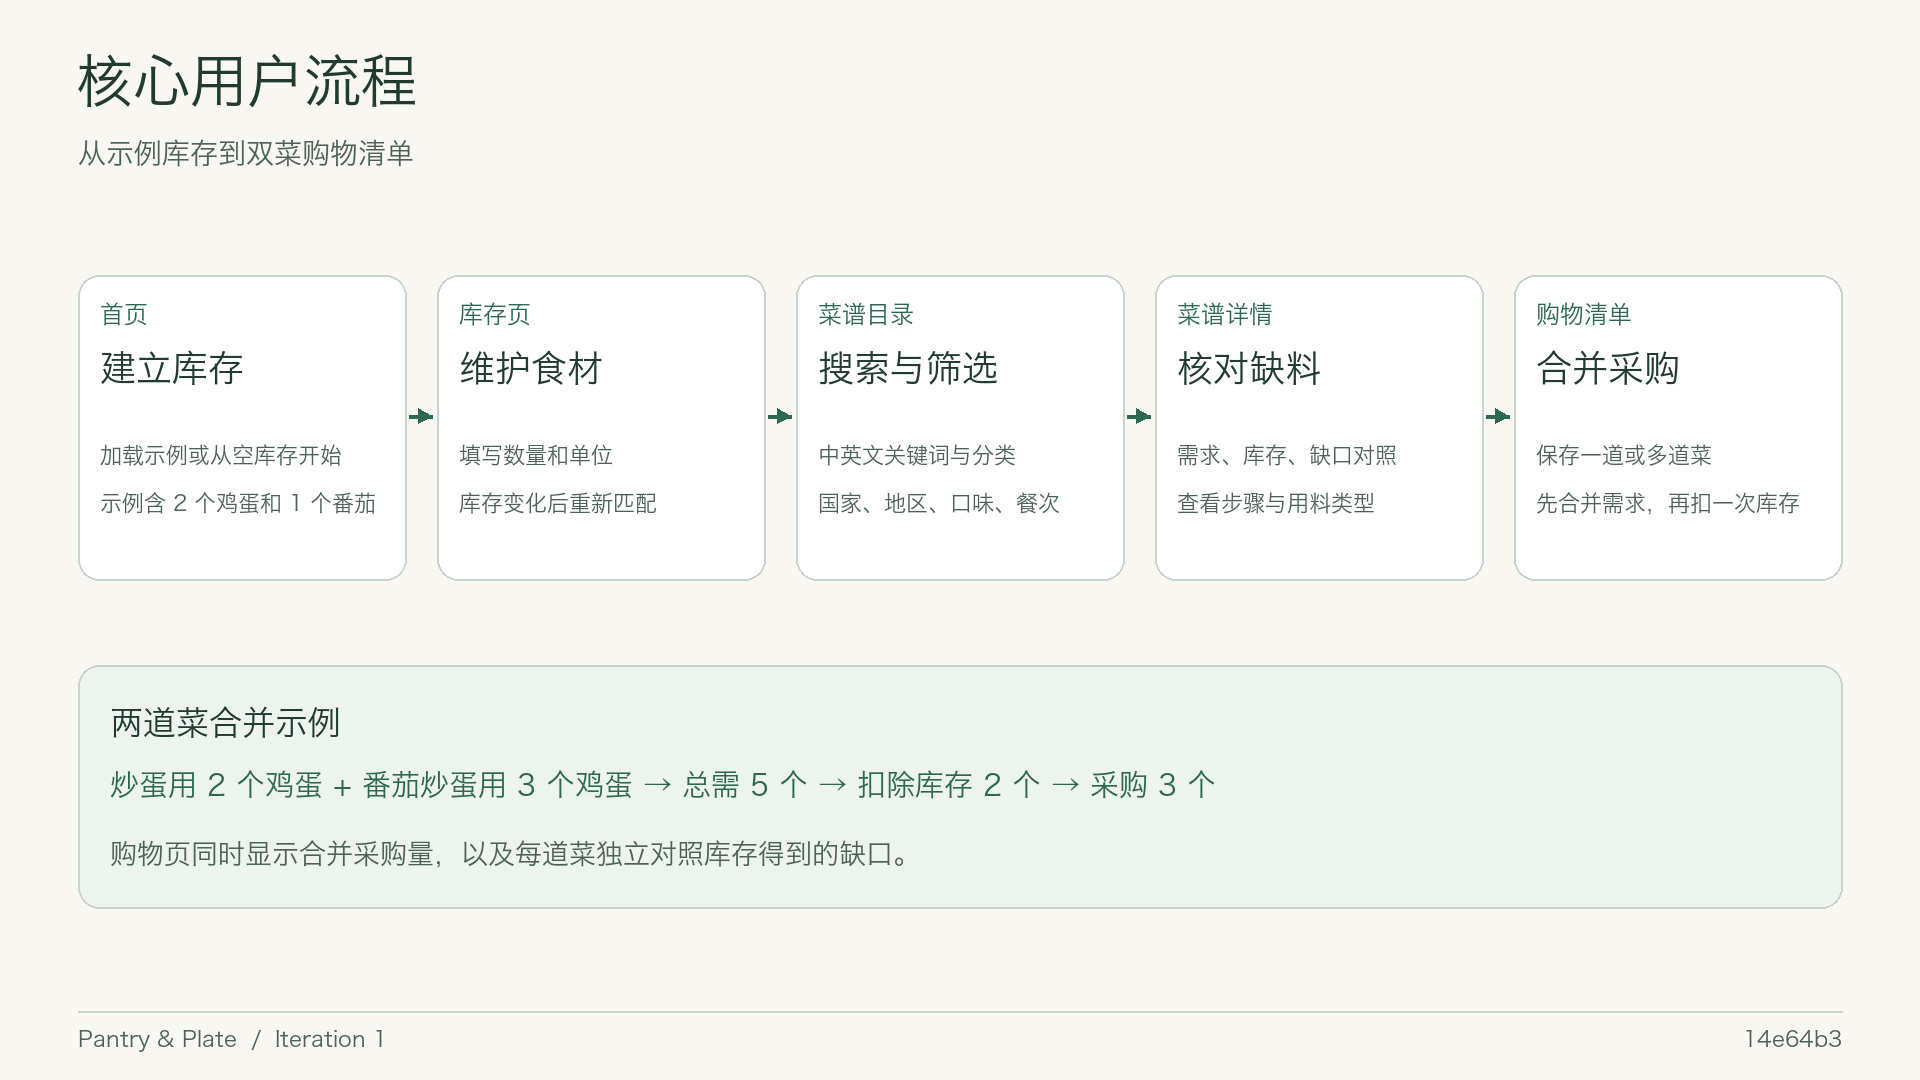 核心用户流程
从示例库存到双菜购物清单
首页
建立库存
加载示例或从空库存开始
示例含 2 个鸡蛋和 1 个番茄
库存页
维护食材
填写数量和单位
库存变化后重新匹配
菜谱目录
搜索与筛选
中英文关键词与分类
国家、地区、口味、餐次
菜谱详情
核对缺料
需求、库存、缺口对照
查看步骤与用料类型
购物清单
合并采购
保存一道或多道菜
先合并需求，再扣一次库存
两道菜合并示例
炒蛋用 2 个鸡蛋 + 番茄炒蛋用 3 个鸡蛋 → 总需 5 个 → 扣除库存 2 个 → 采购 3 个
购物页同时显示合并采购量，以及每道菜独立对照库存得到的缺口。
Pantry & Plate / Iteration 1
14e64b3